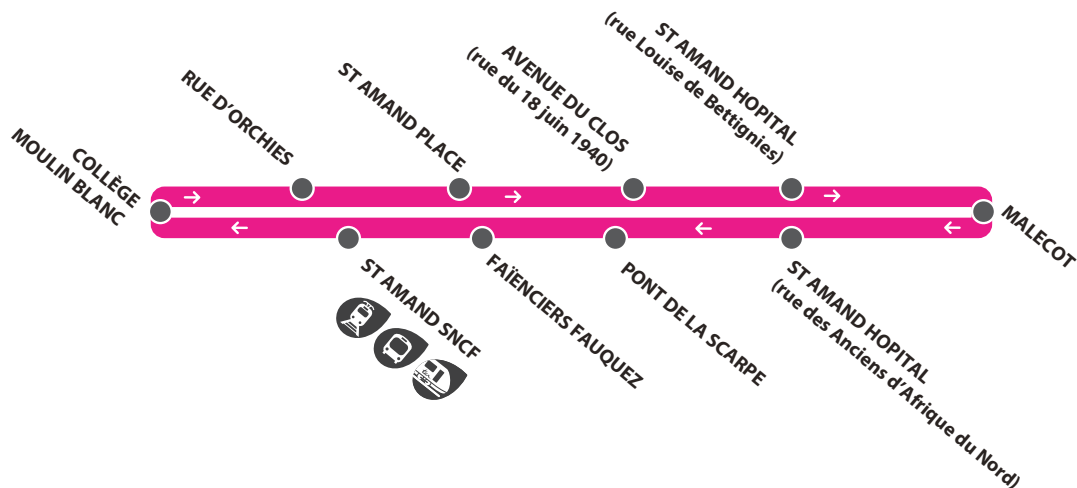 COLLÈGE
MOULIN BLANC
RUE D'ORCHIES
ST AMAND PLACE
AVENUE DU CLOS
(rue du 18 juin 1940)
ST AMAND HOPITAL
(rue Louise de Bettignies)
MALECOT
ST AMAND SNCF
FAÏENCIERS FAUQUEZ
PONT DE LA SCARPE
ST AMAND HOPITAL
(rue des Anciens d'Afrique du Nord)